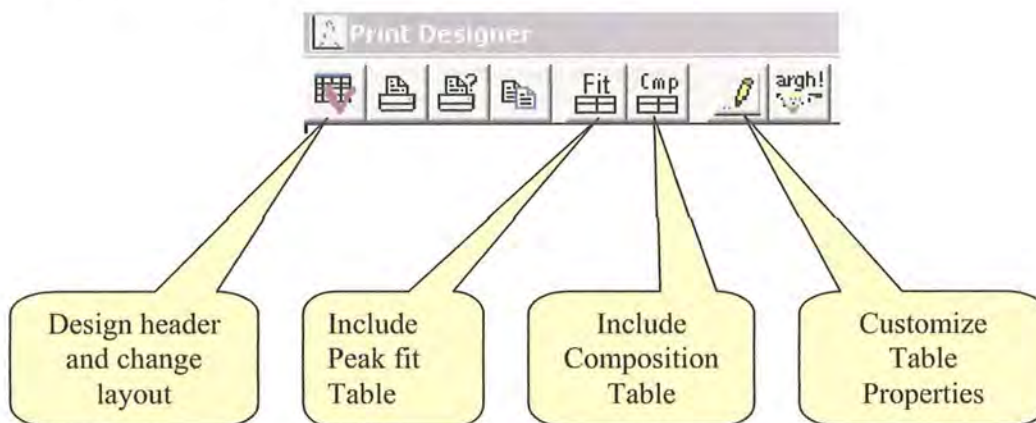 Print Designer
Fit
Cmp
argh!
?
Design header
and change
layout
Include
Peak fit
Table
Include
Composition
Table
Customize
Table
Properties